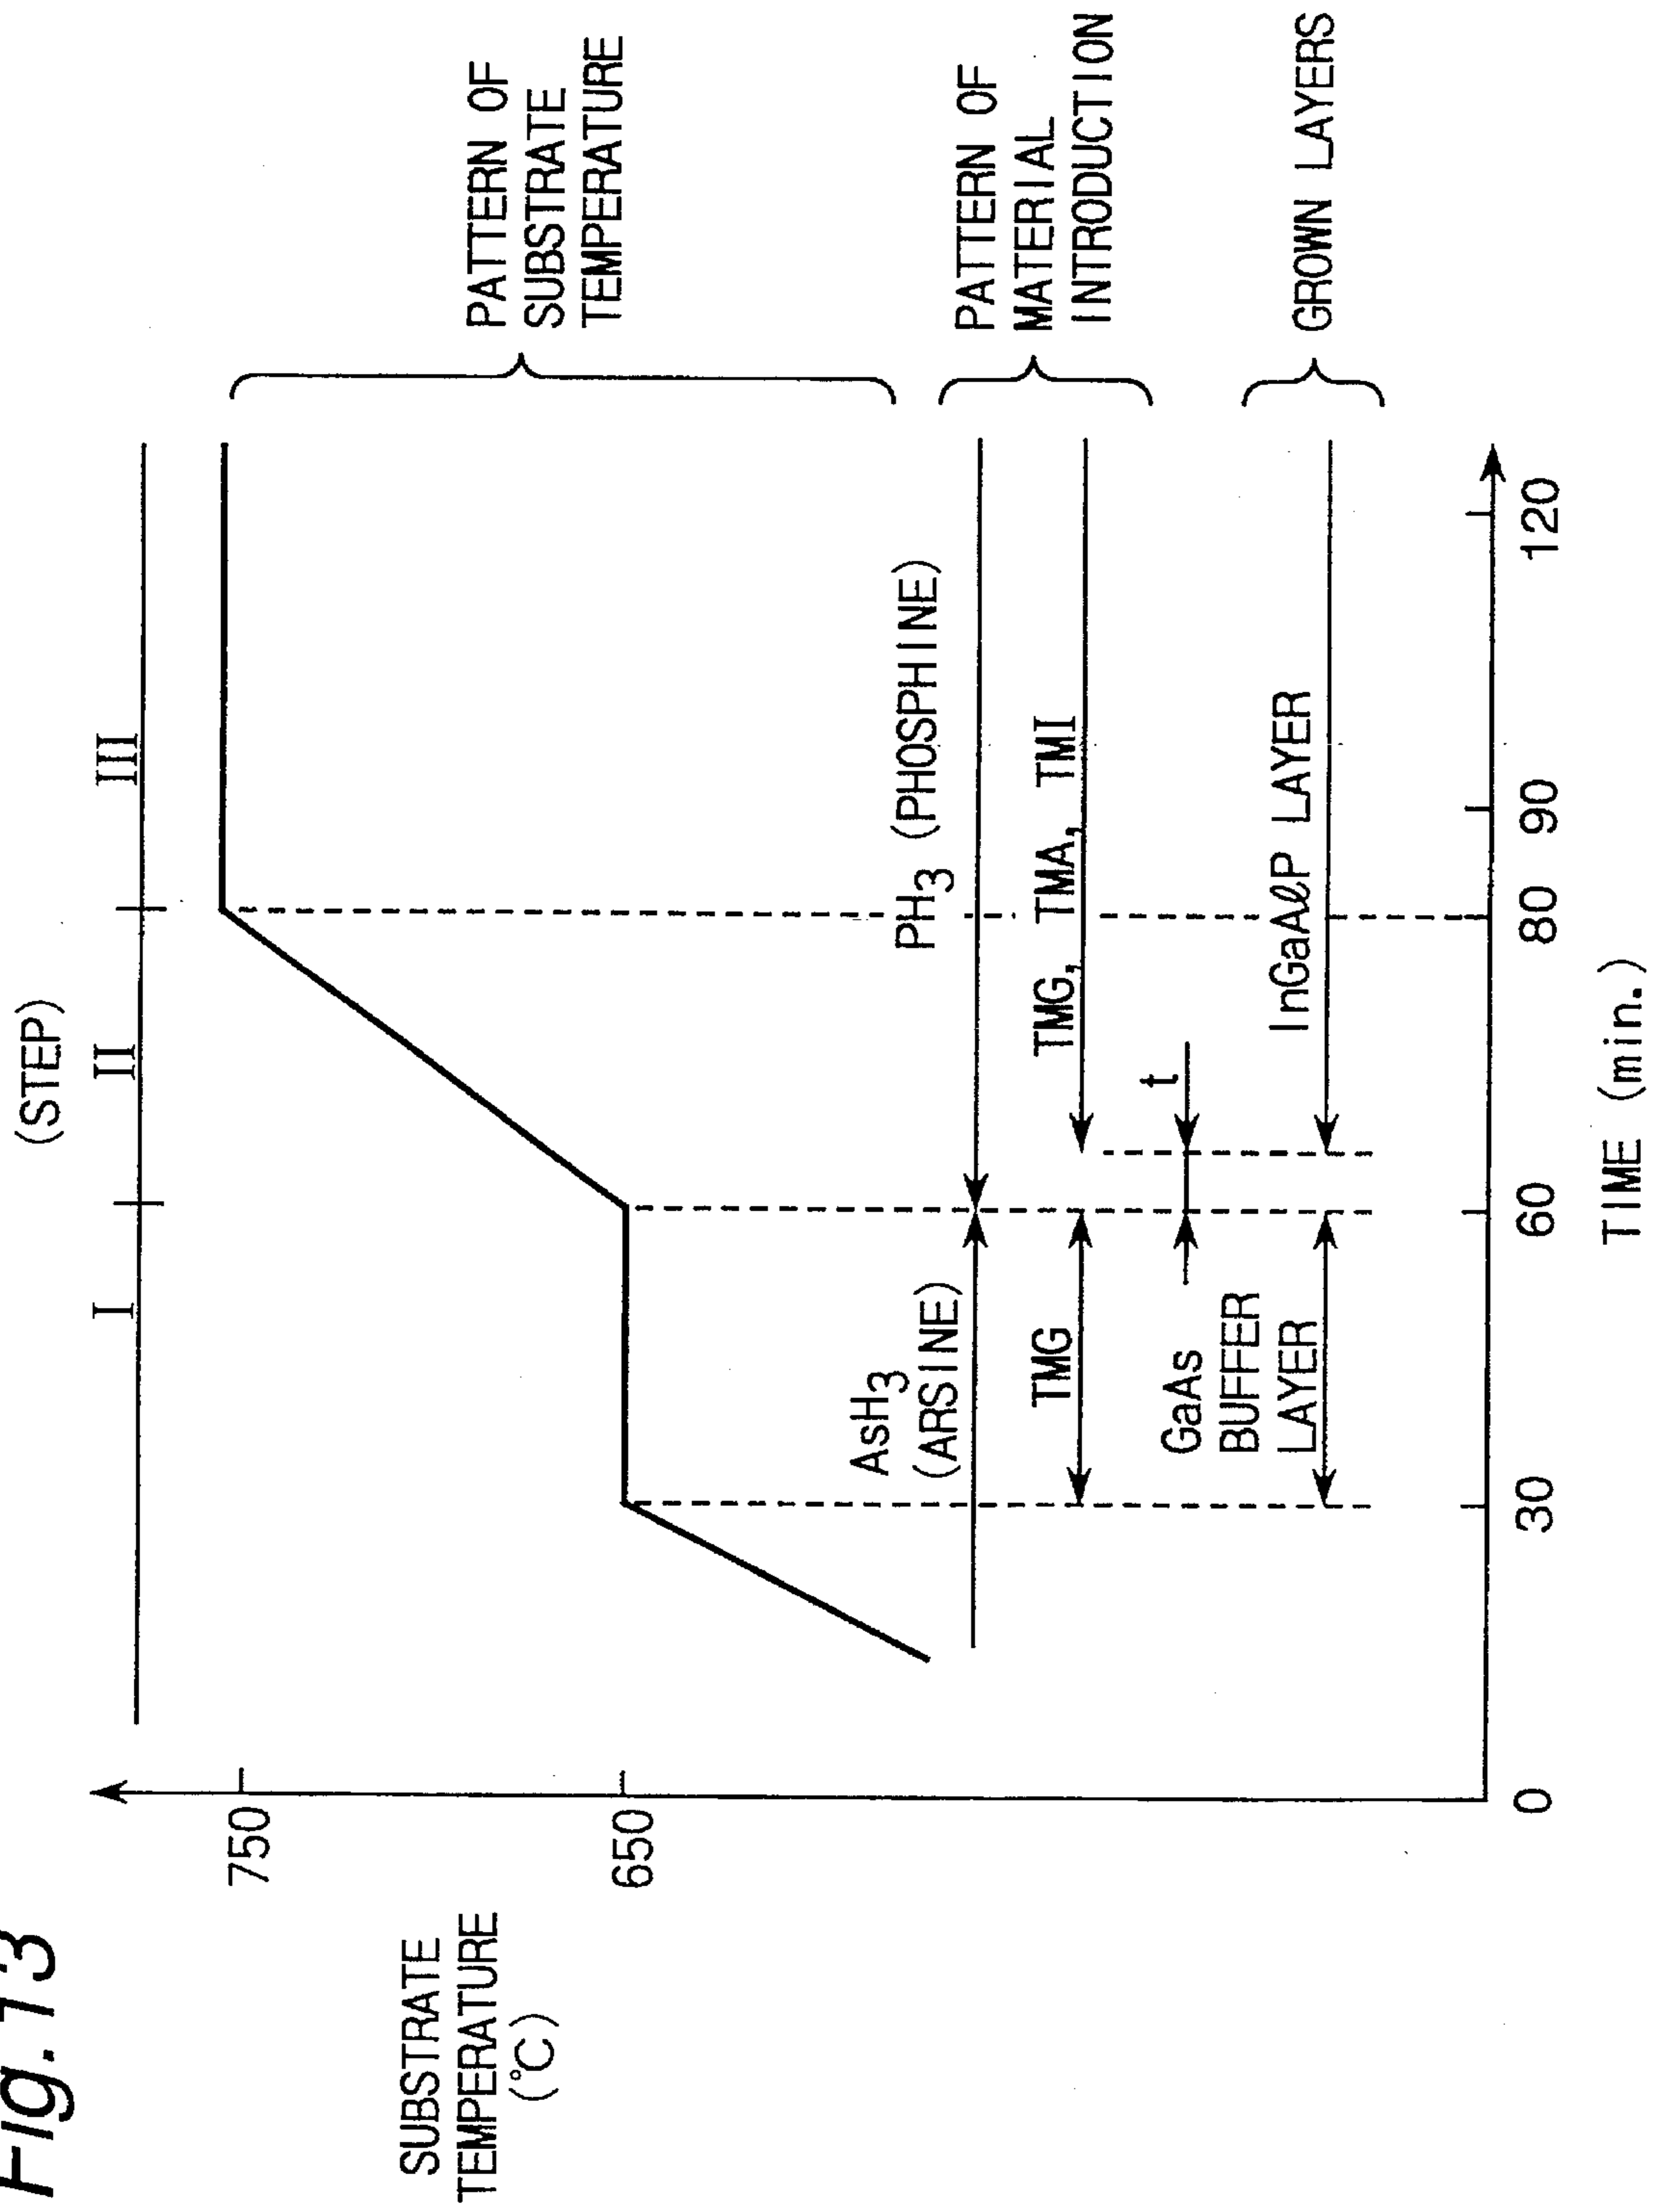 Fig. 13
(STEP)
I
II
III
SUBSTRATE
TEMPERATURE
(°C)
750
650
PATTERN OF
SUBSTRATE
TEMPERATURE
AsH3
(ARSINE)
PH3 (PHOSPHINE)
TMG
TMG, TMA, TMI
PATTERN OF
MATERIAL
INTRODUCTION
t
GaAs
BUFFER
LAYER
InGaAℓP LAYER
GROWN LAYERS
0
30
60
80
90
120
TIME (min.)